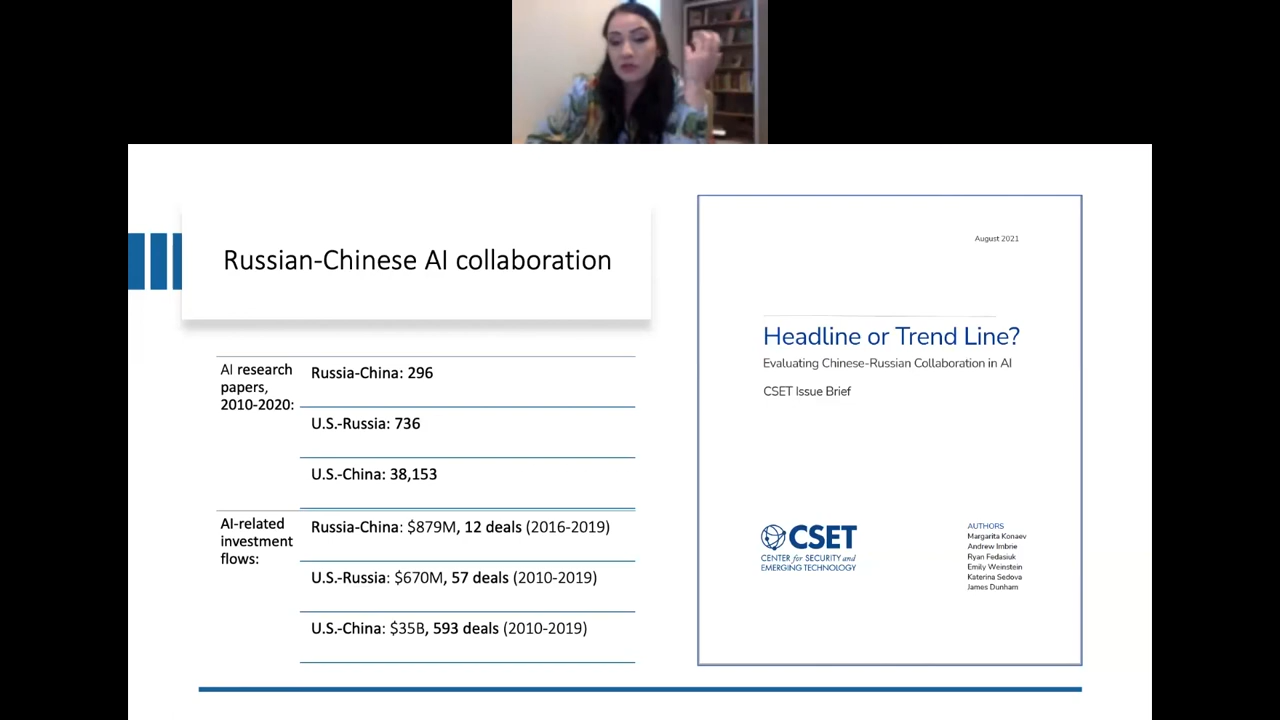 Russian-Chinese AI collaboration
AI research
papers,
2010-2020:
Russia-China: 296
U.S.-Russia: 736
U.S.-China: 38,153
AI-related
investment
flows:
Russia-China: $879M, 12 deals (2016-2019)
U.S.-Russia: $670M, 57 deals (2010-2019)
U.S.-China: $35B, 593 deals (2010-2019)
August 2021
Headline or Trend Line?
Evaluating Chinese-Russian Collaboration in AI
CSET Issue Brief
CSET
CENTER for SECURITY and
EMERGING TECHNOLOGY
AUTHORS
Margarita Konaev
Andrew Imbrie
Ryan Fedasiuk
Emily Weinstein
Katerina Sedova
James Dunham